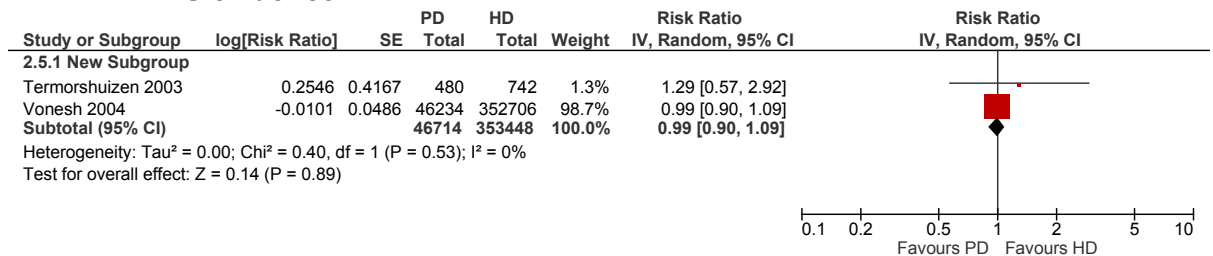 PD HD Risk Ratio Risk Ratio
Study or Subgroup log[Risk Ratio] SE Total Total Weight IV, Random, 95% CI IV, Random, 95% CI
2.5.1 New Subgroup
Termorshuizen 2003 0.2546 0.4167 480 742 1.3% 1.29 [0.57, 2.92]
Vonesh 2004 -0.0101 0.0486 46234 352706 98.7% 0.99 [0.90, 1.09]
Subtotal (95% CI) 46714 353448 100.0% 0.99 [0.90, 1.09]
Heterogeneity: Tau² = 0.00; Chi² = 0.40, df = 1 (P = 0.53); I² = 0%
Test for overall effect: Z = 0.14 (P = 0.89)
0.1 0.2 0.5 1 2 5 10
Favours PD Favours HD